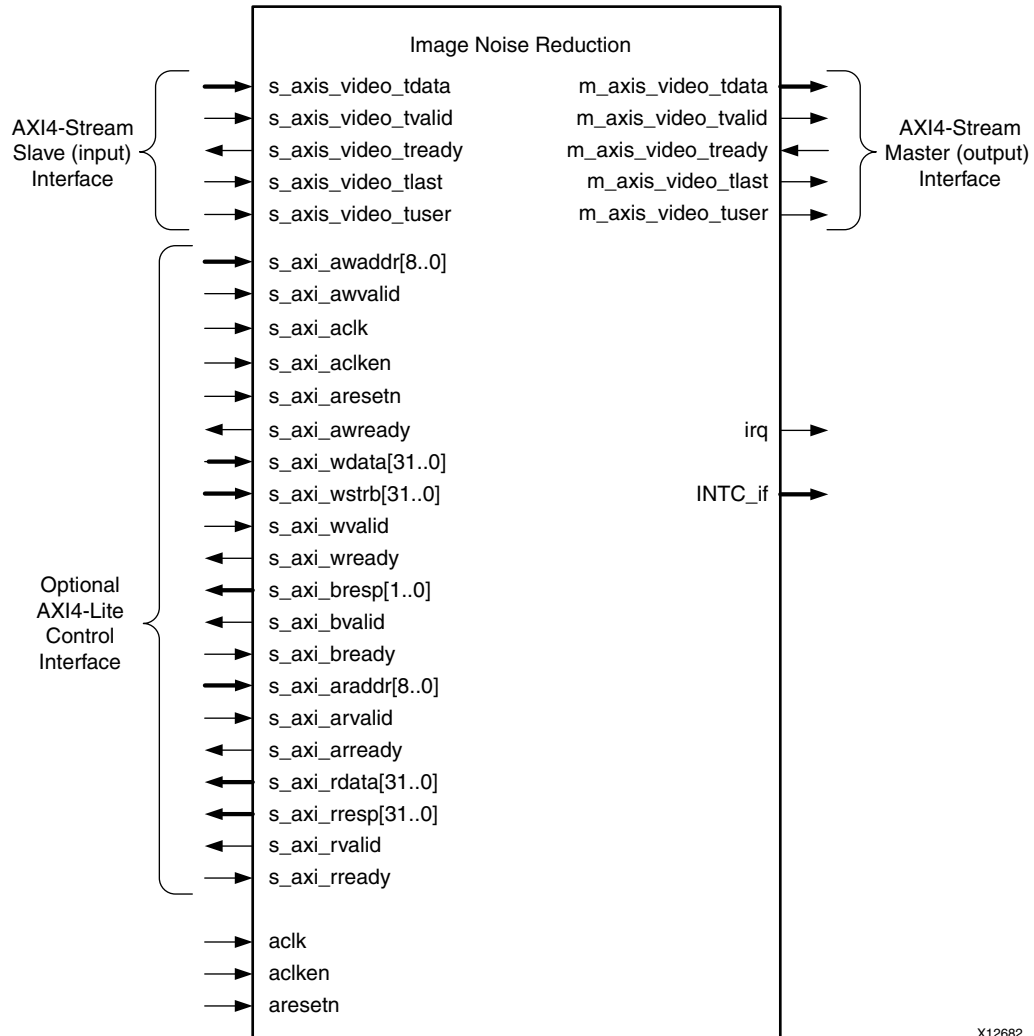 Image Noise Reduction
AXI4-Stream
Slave (input)
Interface
s_axis_video_tdata
s_axis_video_tvalid
s_axis_video_tready
s_axis_video_tlast
s_axis_video_tuser
m_axis_video_tdata
m_axis_video_tvalid
m_axis_video_tready
m_axis_video_tlast
m_axis_video_tuser
AXI4-Stream
Master (output)
Interface
Optional
AXI4-Lite
Control
Interface
s_axi_awaddr[8..0]
s_axi_awvalid
s_axi_aclk
s_axi_aclken
s_axi_aresetn
s_axi_awready
s_axi_wdata[31..0]
s_axi_wstrb[31..0]
s_axi_wvalid
s_axi_wready
s_axi_bresp[1..0]
s_axi_bvalid
s_axi_bready
s_axi_araddr[8..0]
s_axi_arvalid
s_axi_arready
s_axi_rdata[31..0]
s_axi_rresp[31..0]
s_axi_rvalid
s_axi_rready
irq
INTC_if
aclk
aclken
aresetn
X12682